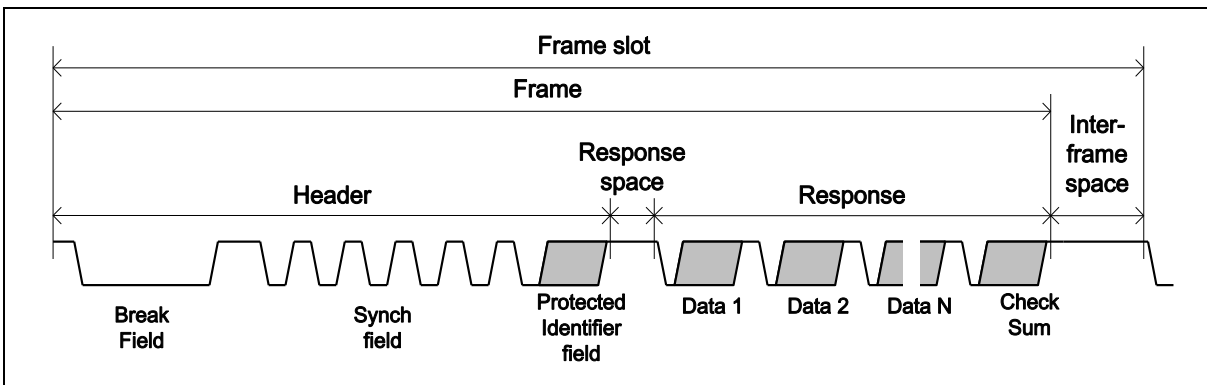 Frame slot
Frame
Inter-
frame
space
Response
space
Header
Response
Break
Field
Synch
field
Protected
Identifier
field
Data 1
Data 2
Data N
Check
Sum